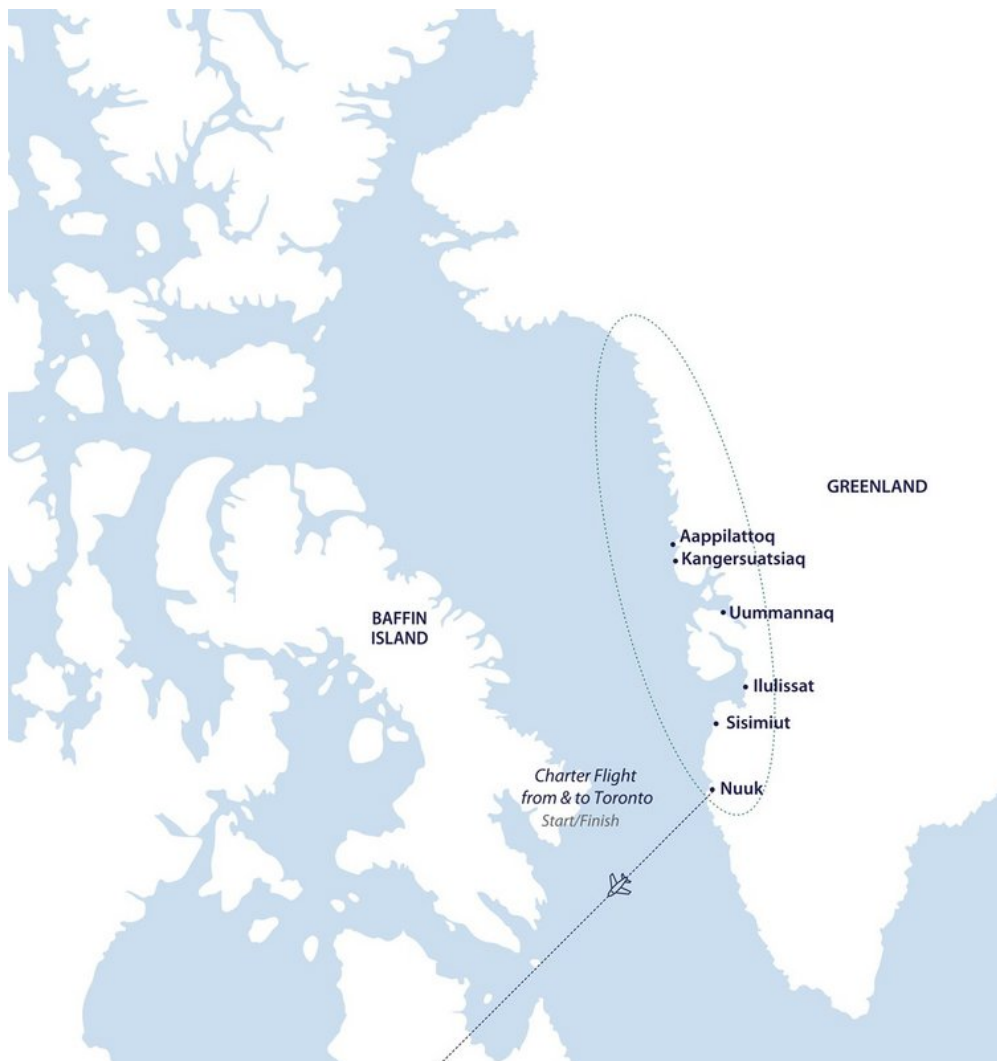 GREENLAND
Aappilattoq
Kangersuatsiaq
BAFFIN
ISLAND
Uummannaq
Ilulissat
Sisimiut
Charter Flight
from & to Toronto
Start/Finish
Nuuk